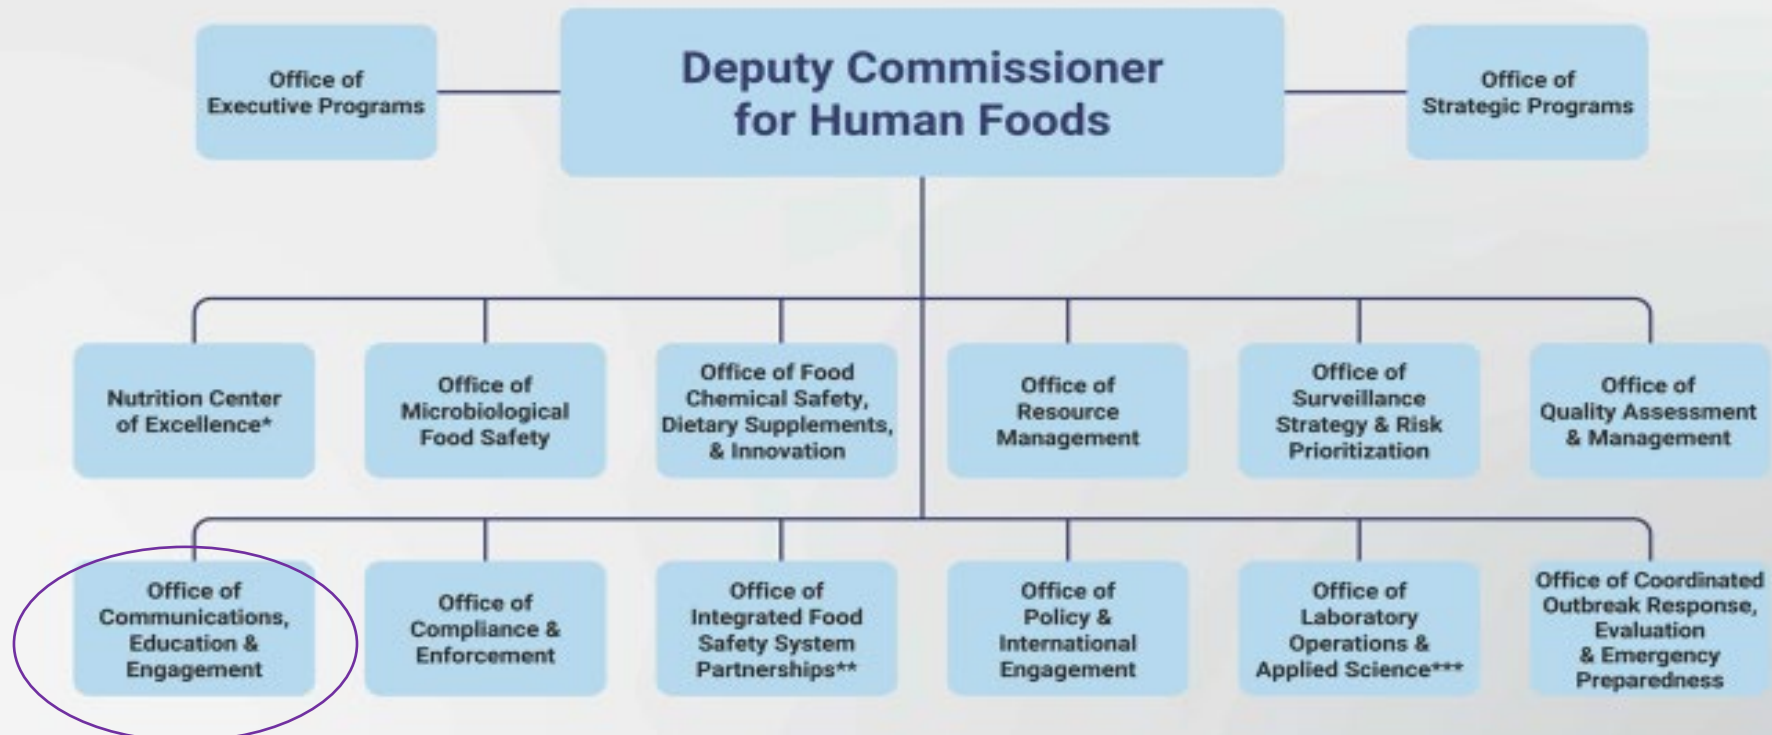 Office of
Executive Programs
Deputy Commissioner
for Human Foods
Office of
Strategic Programs
Nutrition Center
of Excellence*
Office of
Microbiological
Food Safety
Office of Food
Chemical Safety,
Dietary Supplements,
& Innovation
Office of
Resource
Management
Office of
Surveillance
Strategy & Risk
Prioritization
Office of
Quality Assessment
& Management
Office of
Communications,
Education &
Engagement
Office of
Compliance &
Enforcement
Office of
Integrated Food
Safety System
Partnerships**
Office of
Policy &
International
Engagement
Office of
Laboratory
Operations &
Applied Science***
Office of Coordinated
Outbreak Response,
Evaluation
& Emergency
Preparedness